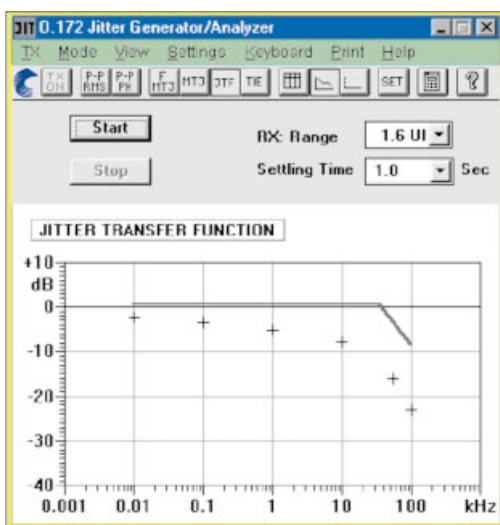 JIT O.172 Jitter Generator/Analyzer
TX Mode View Settings Keyboard Print Help
TX ON P-P RMS P-P PK F MTJ MTJ JTF TIE SET ?
Start RX: Range 1.6 UI
Stop Settling Time 1.0 Sec
JITTER TRANSFER FUNCTION
+10
dB
0
-10
-20
-30
-40
0.001 0.01 0.1 1 10 100 kHz